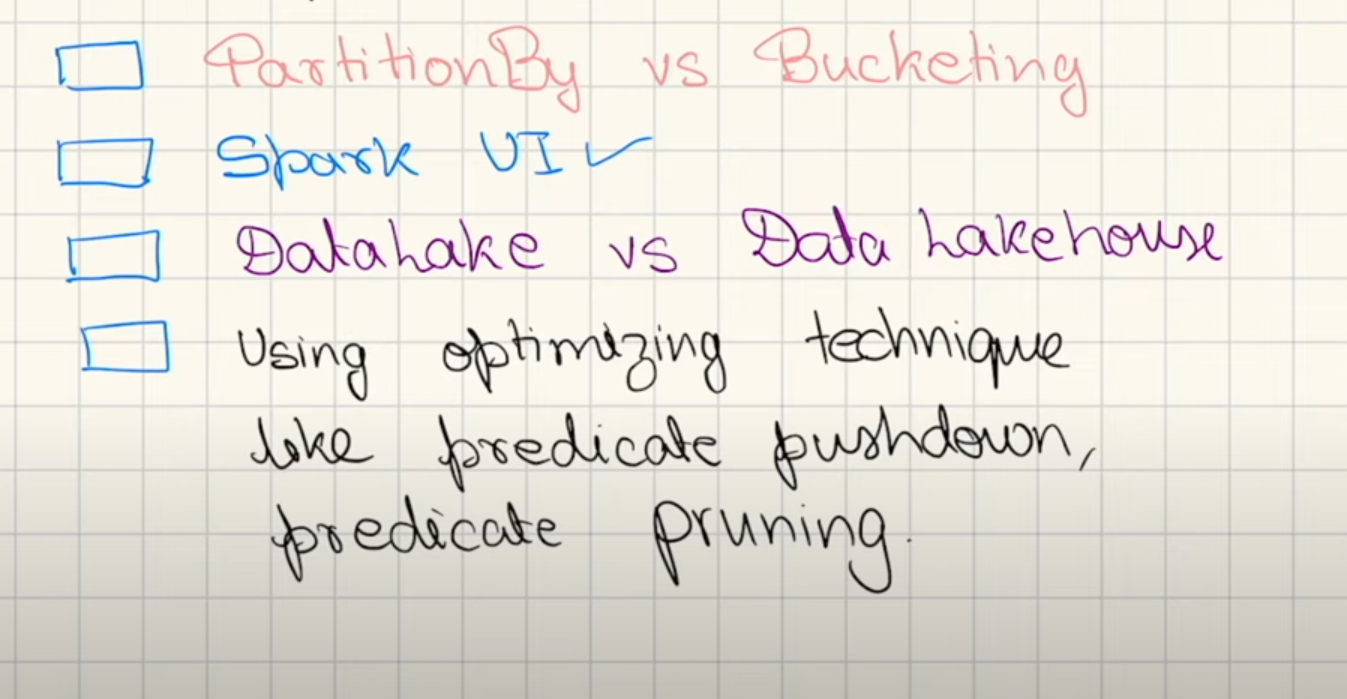 PartitionBy vs Bucketing
Spark UI ✓
DataLake vs Data Lakehouse
Using optimizing technique
like predicate pushdown,
predicate pruning.